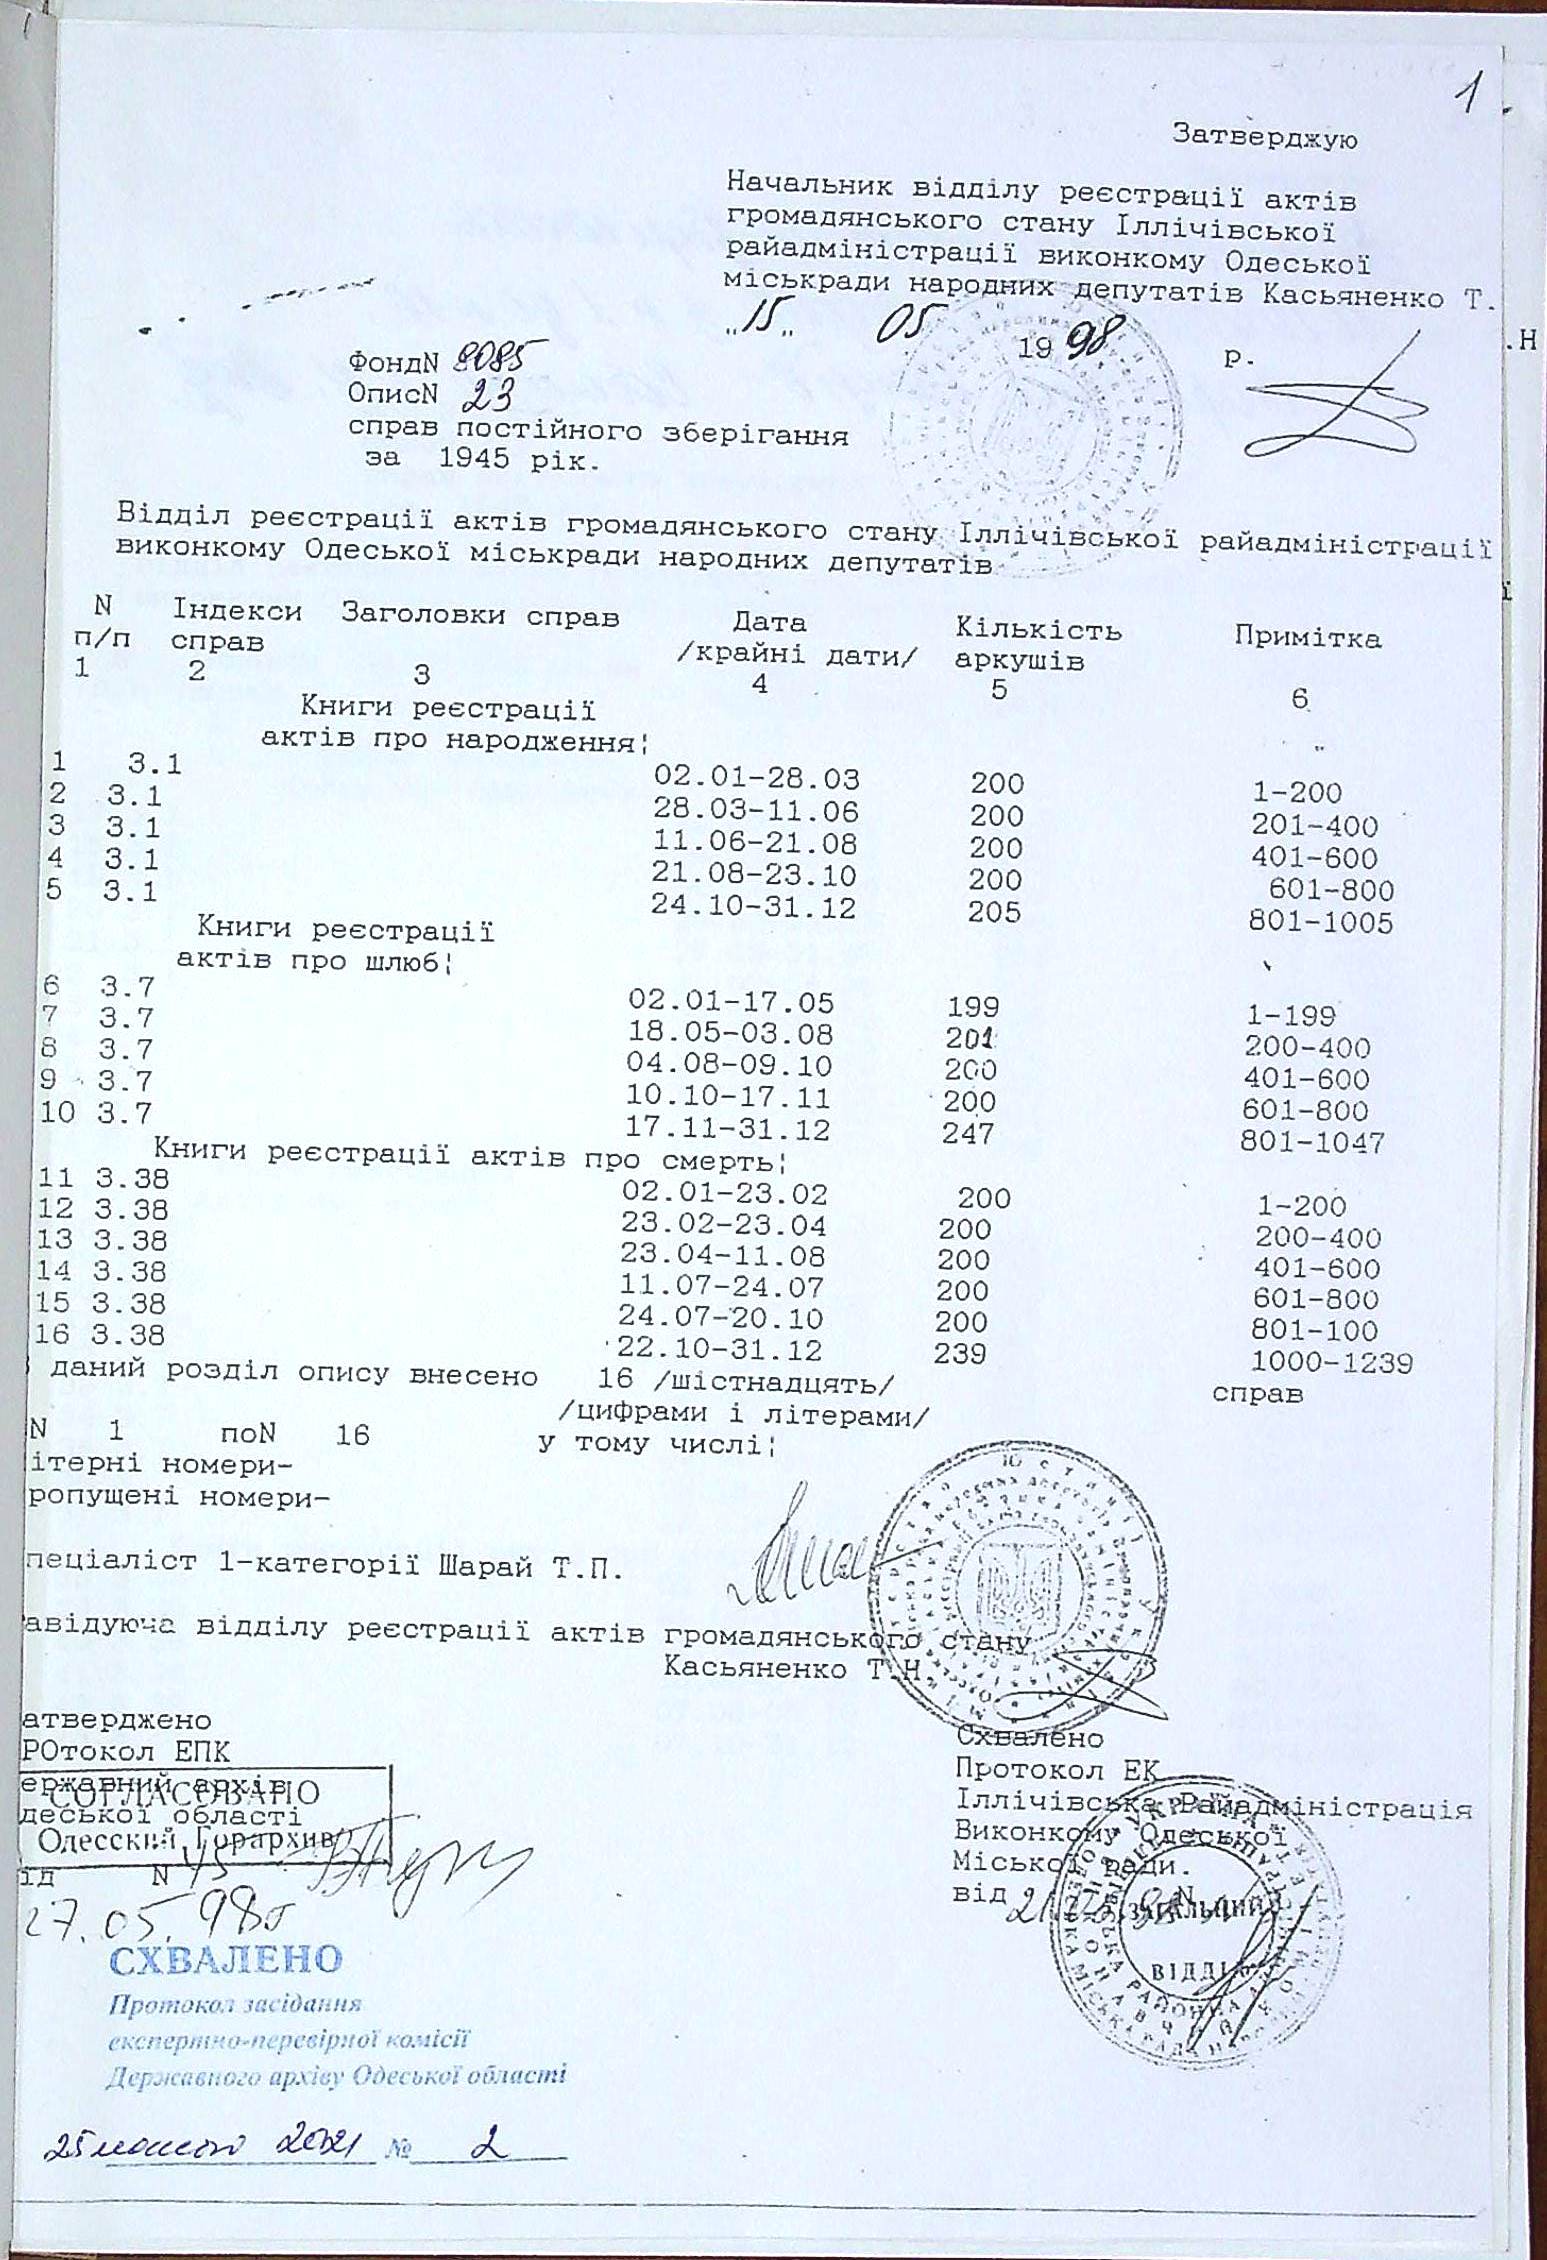 1
Затверджую
Начальник відділу реєстрації актів
громадянського стану Іллічівської
райадміністрації виконкому Одеської
міськради народних депутатів Касьяненко Т.
.Н
"15" 05 1998 р.
ФондN 8085
ОписN 23
справ постійного зберігання
за 1945 рік.
Відділ реєстрації актів громадянського стану Іллічівської райадміністрації
виконкому Одеської міськради народних депутатів
N Індекси Заголовки справ Дата Кількість Примітка
п/п справ /крайні дати/ аркушів
1 2 3 4 5 6
Книги реєстрації
актів про народження¦
1 3.1 02.01-28.03 200 1-200
2 3.1 28.03-11.06 200 201-400
3 3.1 11.06-21.08 200 401-600
4 3.1 21.08-23.10 200 601-800
5 3.1 24.10-31.12 205 801-1005
Книги реєстрації
актів про шлюб¦
6 3.7 02.01-17.05 199 1-199
7 3.7 18.05-03.08 201 200-400
8 3.7 04.08-09.10 200 401-600
9 3.7 10.10-17.11 200 601-800
10 3.7 17.11-31.12 247 801-1047
Книги реєстрації актів про смерть¦
11 3.38 02.01-23.02 200 1-200
12 3.38 23.02-23.04 200 200-400
13 3.38 23.04-11.08 200 401-600
14 3.38 11.07-24.07 200 601-800
15 3.38 24.07-20.10 200 801-100
16 3.38 22.10-31.12 239 1000-1239
даний розділ опису внесено 16 /шістнадцять/ справ
/цифрами і літерами/
N 1 поN 16 у тому числі¦
ітерні номери-
ропущені номери-
пеціаліст 1-категорії Шарай Т.П.
авідуюча відділу реєстрації актів громадянського стану
Касьяненко Т.Н
атверджено
РОтокол ЕПК
ержавний архів
деської області
СОГЛАСОВАНО
Одесский Горархив
ід N 45
27.05.98г
Схвалено
Протокол ЕК
Іллічівська Райадміністрація
Виконкому Одеської
Міської ради.
від N
ЗАГАЛЬНИЙ
ВІДДІЛ
СХВАЛЕНО
Протокол засідання
експертно-перевірної комісії
Державного архіву Одеської області
25 лютого 2021 № 2